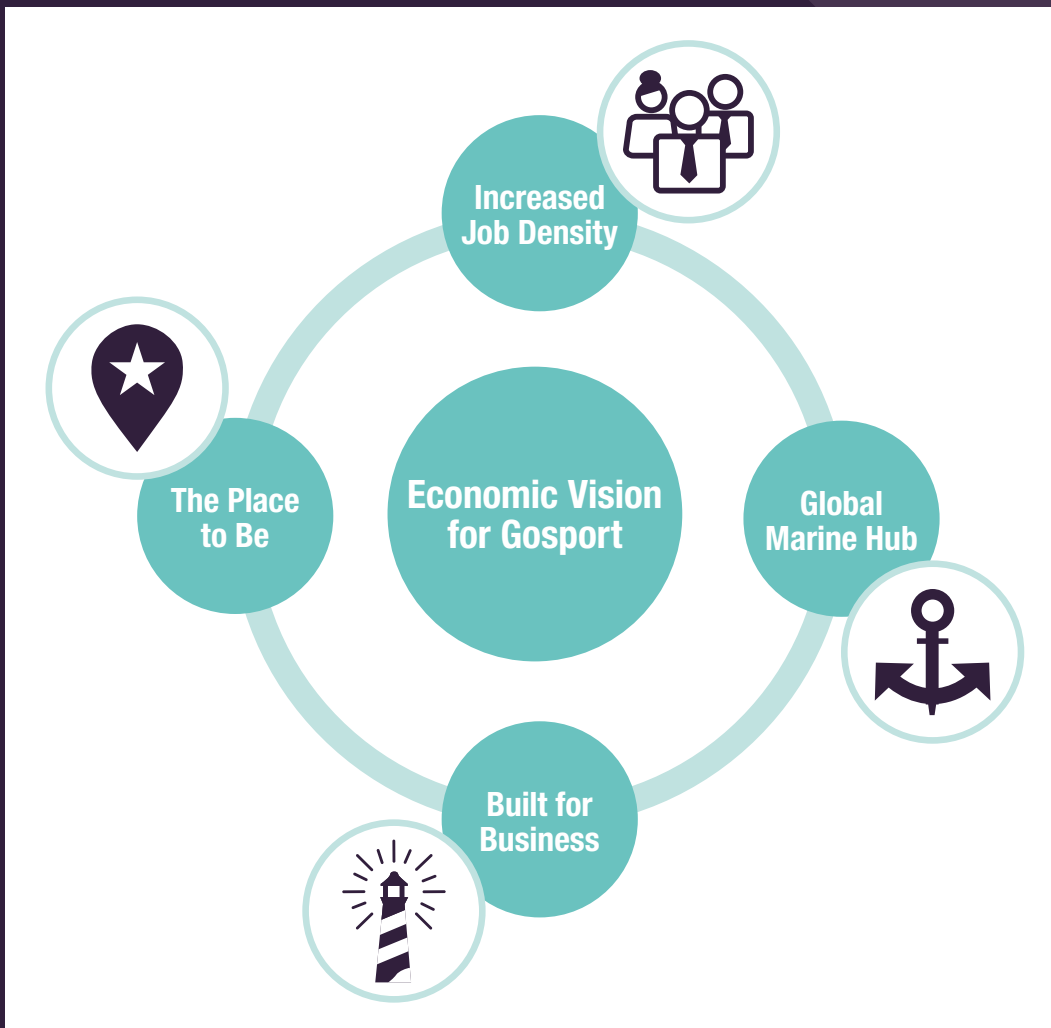 Increased
Job Density
The Place
to Be
Economic Vision
for Gosport
Global
Marine Hub
Built for
Business